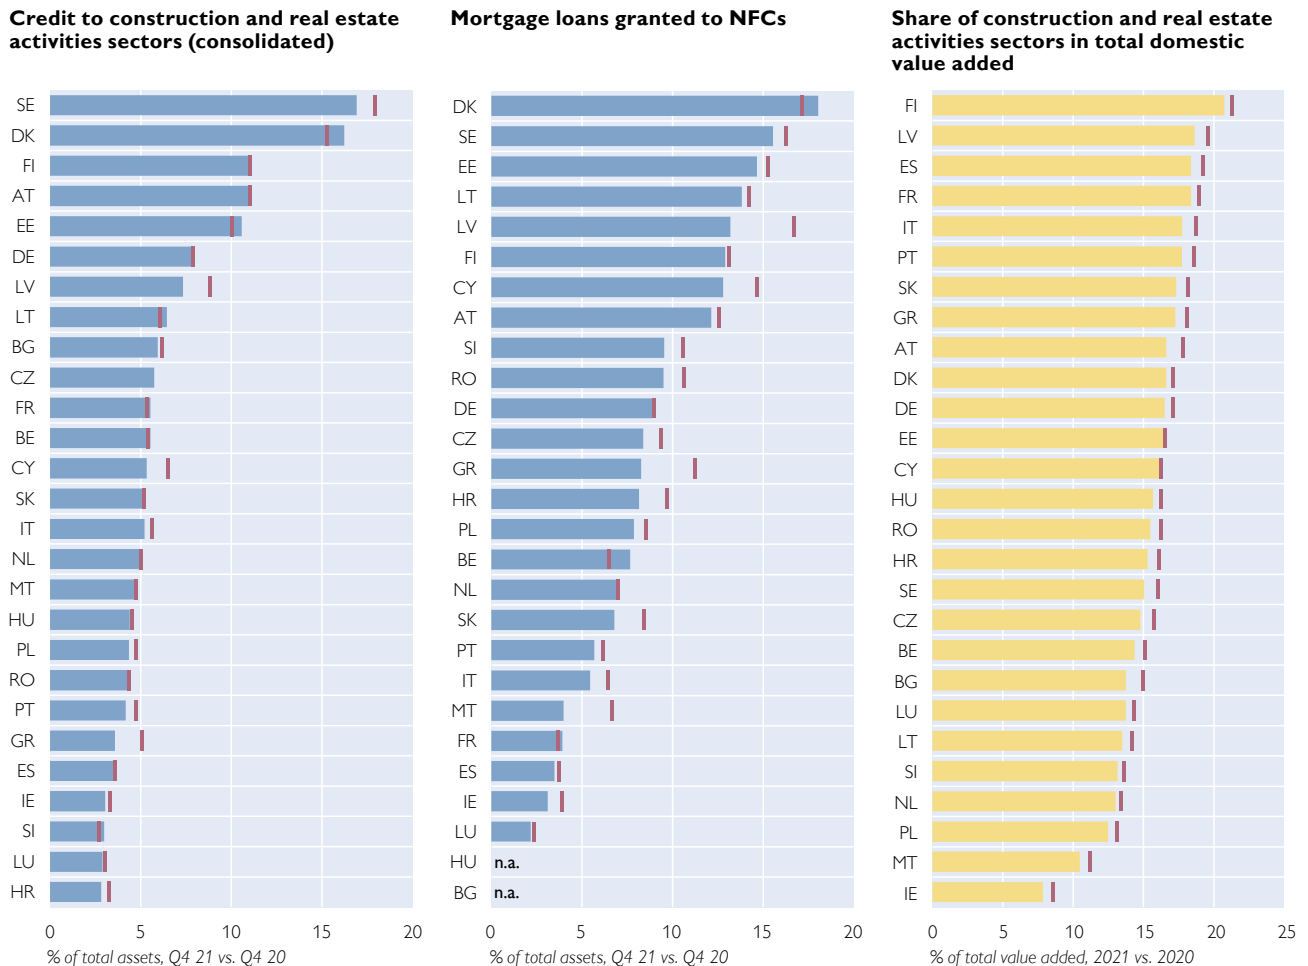 Credit to construction and real estate
activities sectors (consolidated)
SE
DK
FI
AT
EE
DE
LV
LT
BG
CZ
FR
BE
CY
SK
IT
NL
MT
HU
PL
RO
PT
GR
ES
IE
SI
LU
HR
0 5 10 15 20
% of total assets, Q4 21 vs. Q4 20
Mortgage loans granted to NFCs
DK
SE
EE
LT
LV
FI
CY
AT
SI
RO
DE
CZ
GR
HR
PL
BE
NL
SK
PT
IT
MT
FR
ES
IE
LU
HU n.a.
BG n.a.
0 5 10 15 20
% of total assets, Q4 21 vs. Q4 20
Share of construction and real estate
activities sectors in total domestic
value added
FI
LV
ES
FR
IT
PT
SK
GR
AT
DK
DE
EE
CY
HU
RO
HR
SE
CZ
BE
BG
LU
LT
SI
NL
PL
MT
IE
0 5 10 15 20 25
% of total value added, 2021 vs. 2020